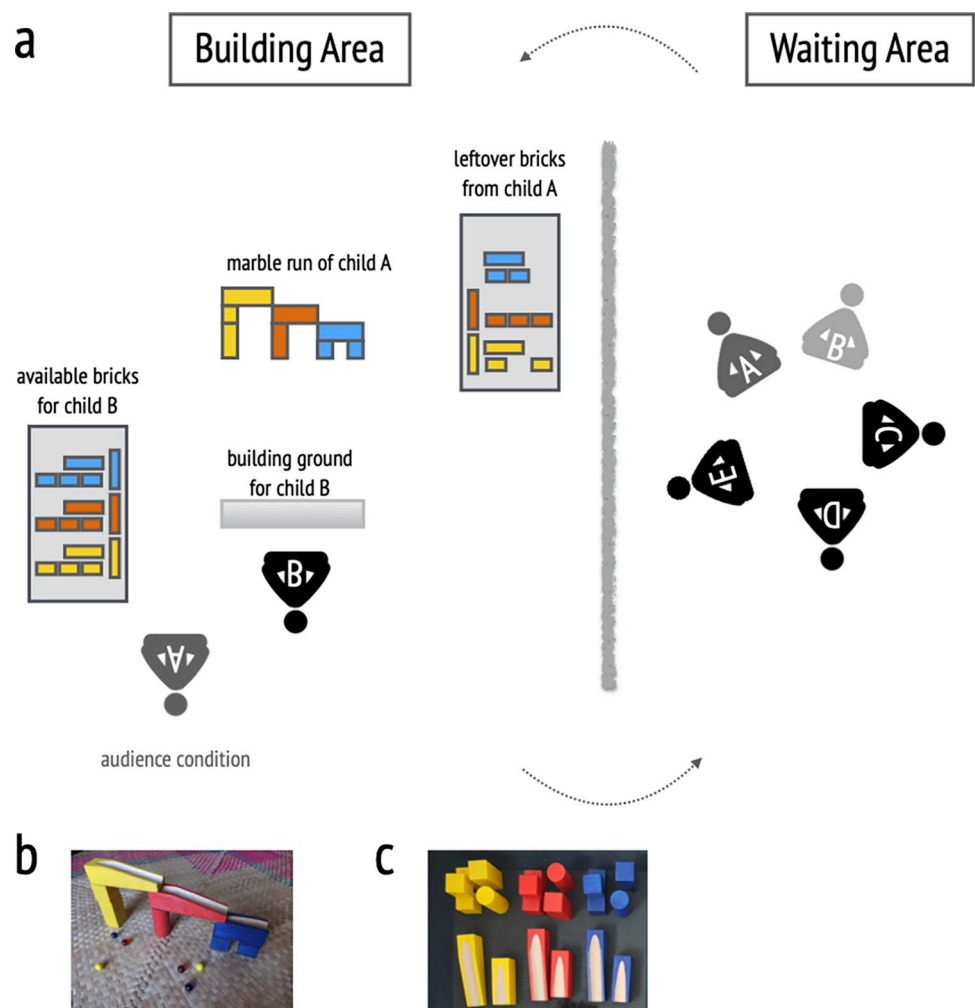 a
Building Area
Waiting Area
leftover bricks
from child A
marble run of child A
available bricks
for child B
building ground
for child B
A
B
C
D
E
B
A
audience condition
b
c